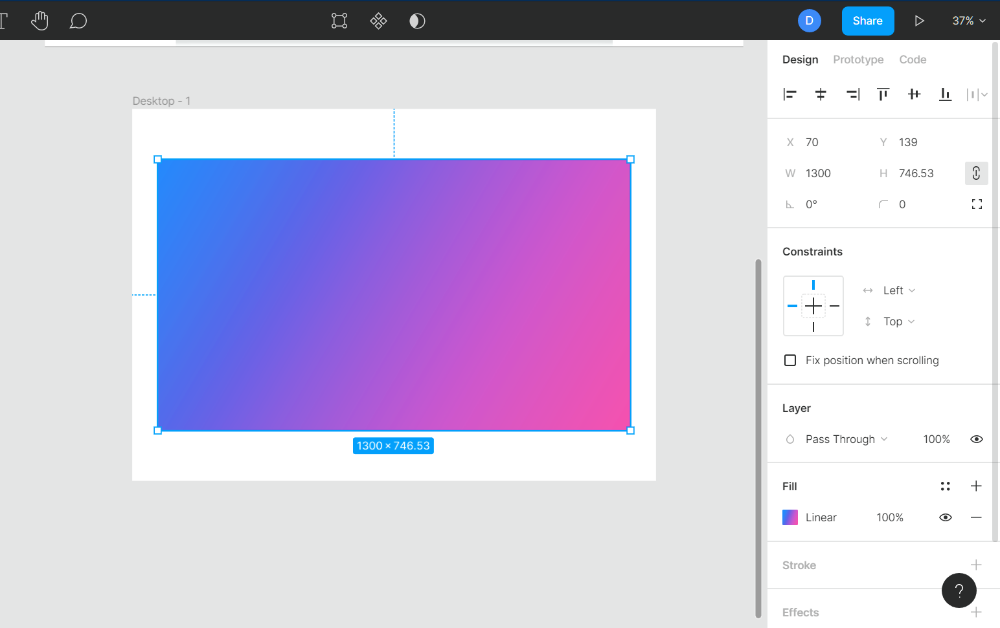 T
D
Share
37%
Design Prototype Code
Desktop - 1
X 70 Y 139
W 1300 H 746.53
0° 0
Constraints
Left
Top
Fix position when scrolling
Layer
1300 × 746.53
Pass Through 100%
Fill
Linear 100%
Stroke
?
Effects